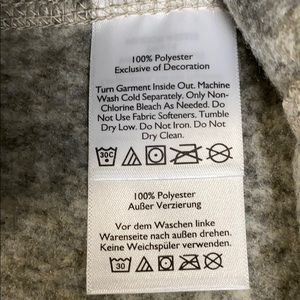 100% Polyester
Exclusive of Decoration
Turn Garment Inside Out. Machine
Wash Cold Separately. Only Non-
Chlorine Bleach As Needed. Do
Not Use Fabric Softeners. Tumble
Dry Low. Do Not Iron. Do Not
Dry Clean.
30C
100% Polyester
Außer Verzierung
Vor dem Waschen linke
Warenseite nach außen drehen.
Keine Weichspüler verwenden.
30